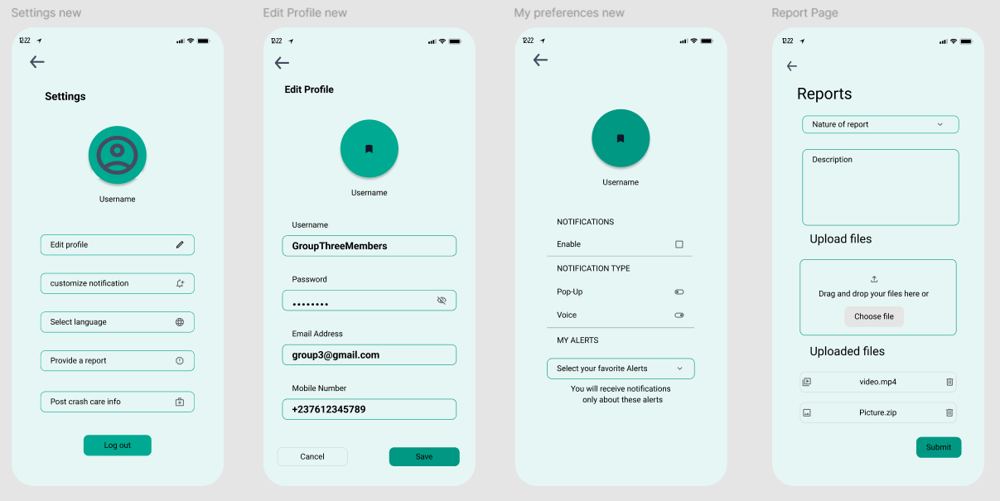 Settings new
12:22
Settings
Username
Edit profile
customize notification
Select language
Provide a report
Post crash care info
Log out
Edit Profile new
12:22
Edit Profile
Username
Username
GroupThreeMembers
Password
••••••••
Email Address
group3@gmail.com
Mobile Number
+237612345789
Cancel
Save
My preferences new
12:22
Username
NOTIFICATIONS
Enable
NOTIFICATION TYPE
Pop-Up
Voice
MY ALERTS
Select your favorite Alerts
You will receive notifications
only about these alerts
Report Page
12:22
Reports
Nature of report
Description
Upload files
Drag and drop your files here or
Choose file
Uploaded files
video.mp4
Picture.zip
Submit